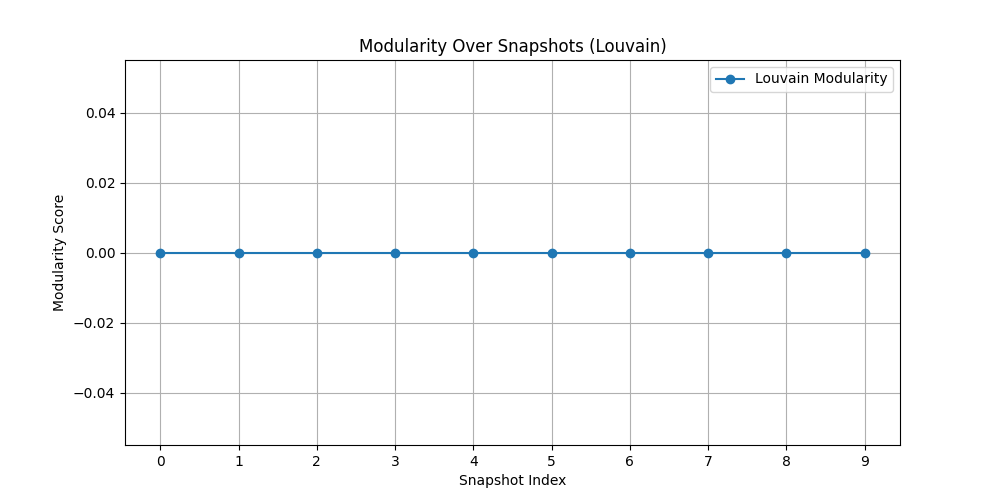 Modularity Over Snapshots (Louvain)
Louvain Modularity
0.04
0.02
0.00
−0.02
−0.04
Modularity Score
0 1 2 3 4 5 6 7 8 9
Snapshot Index